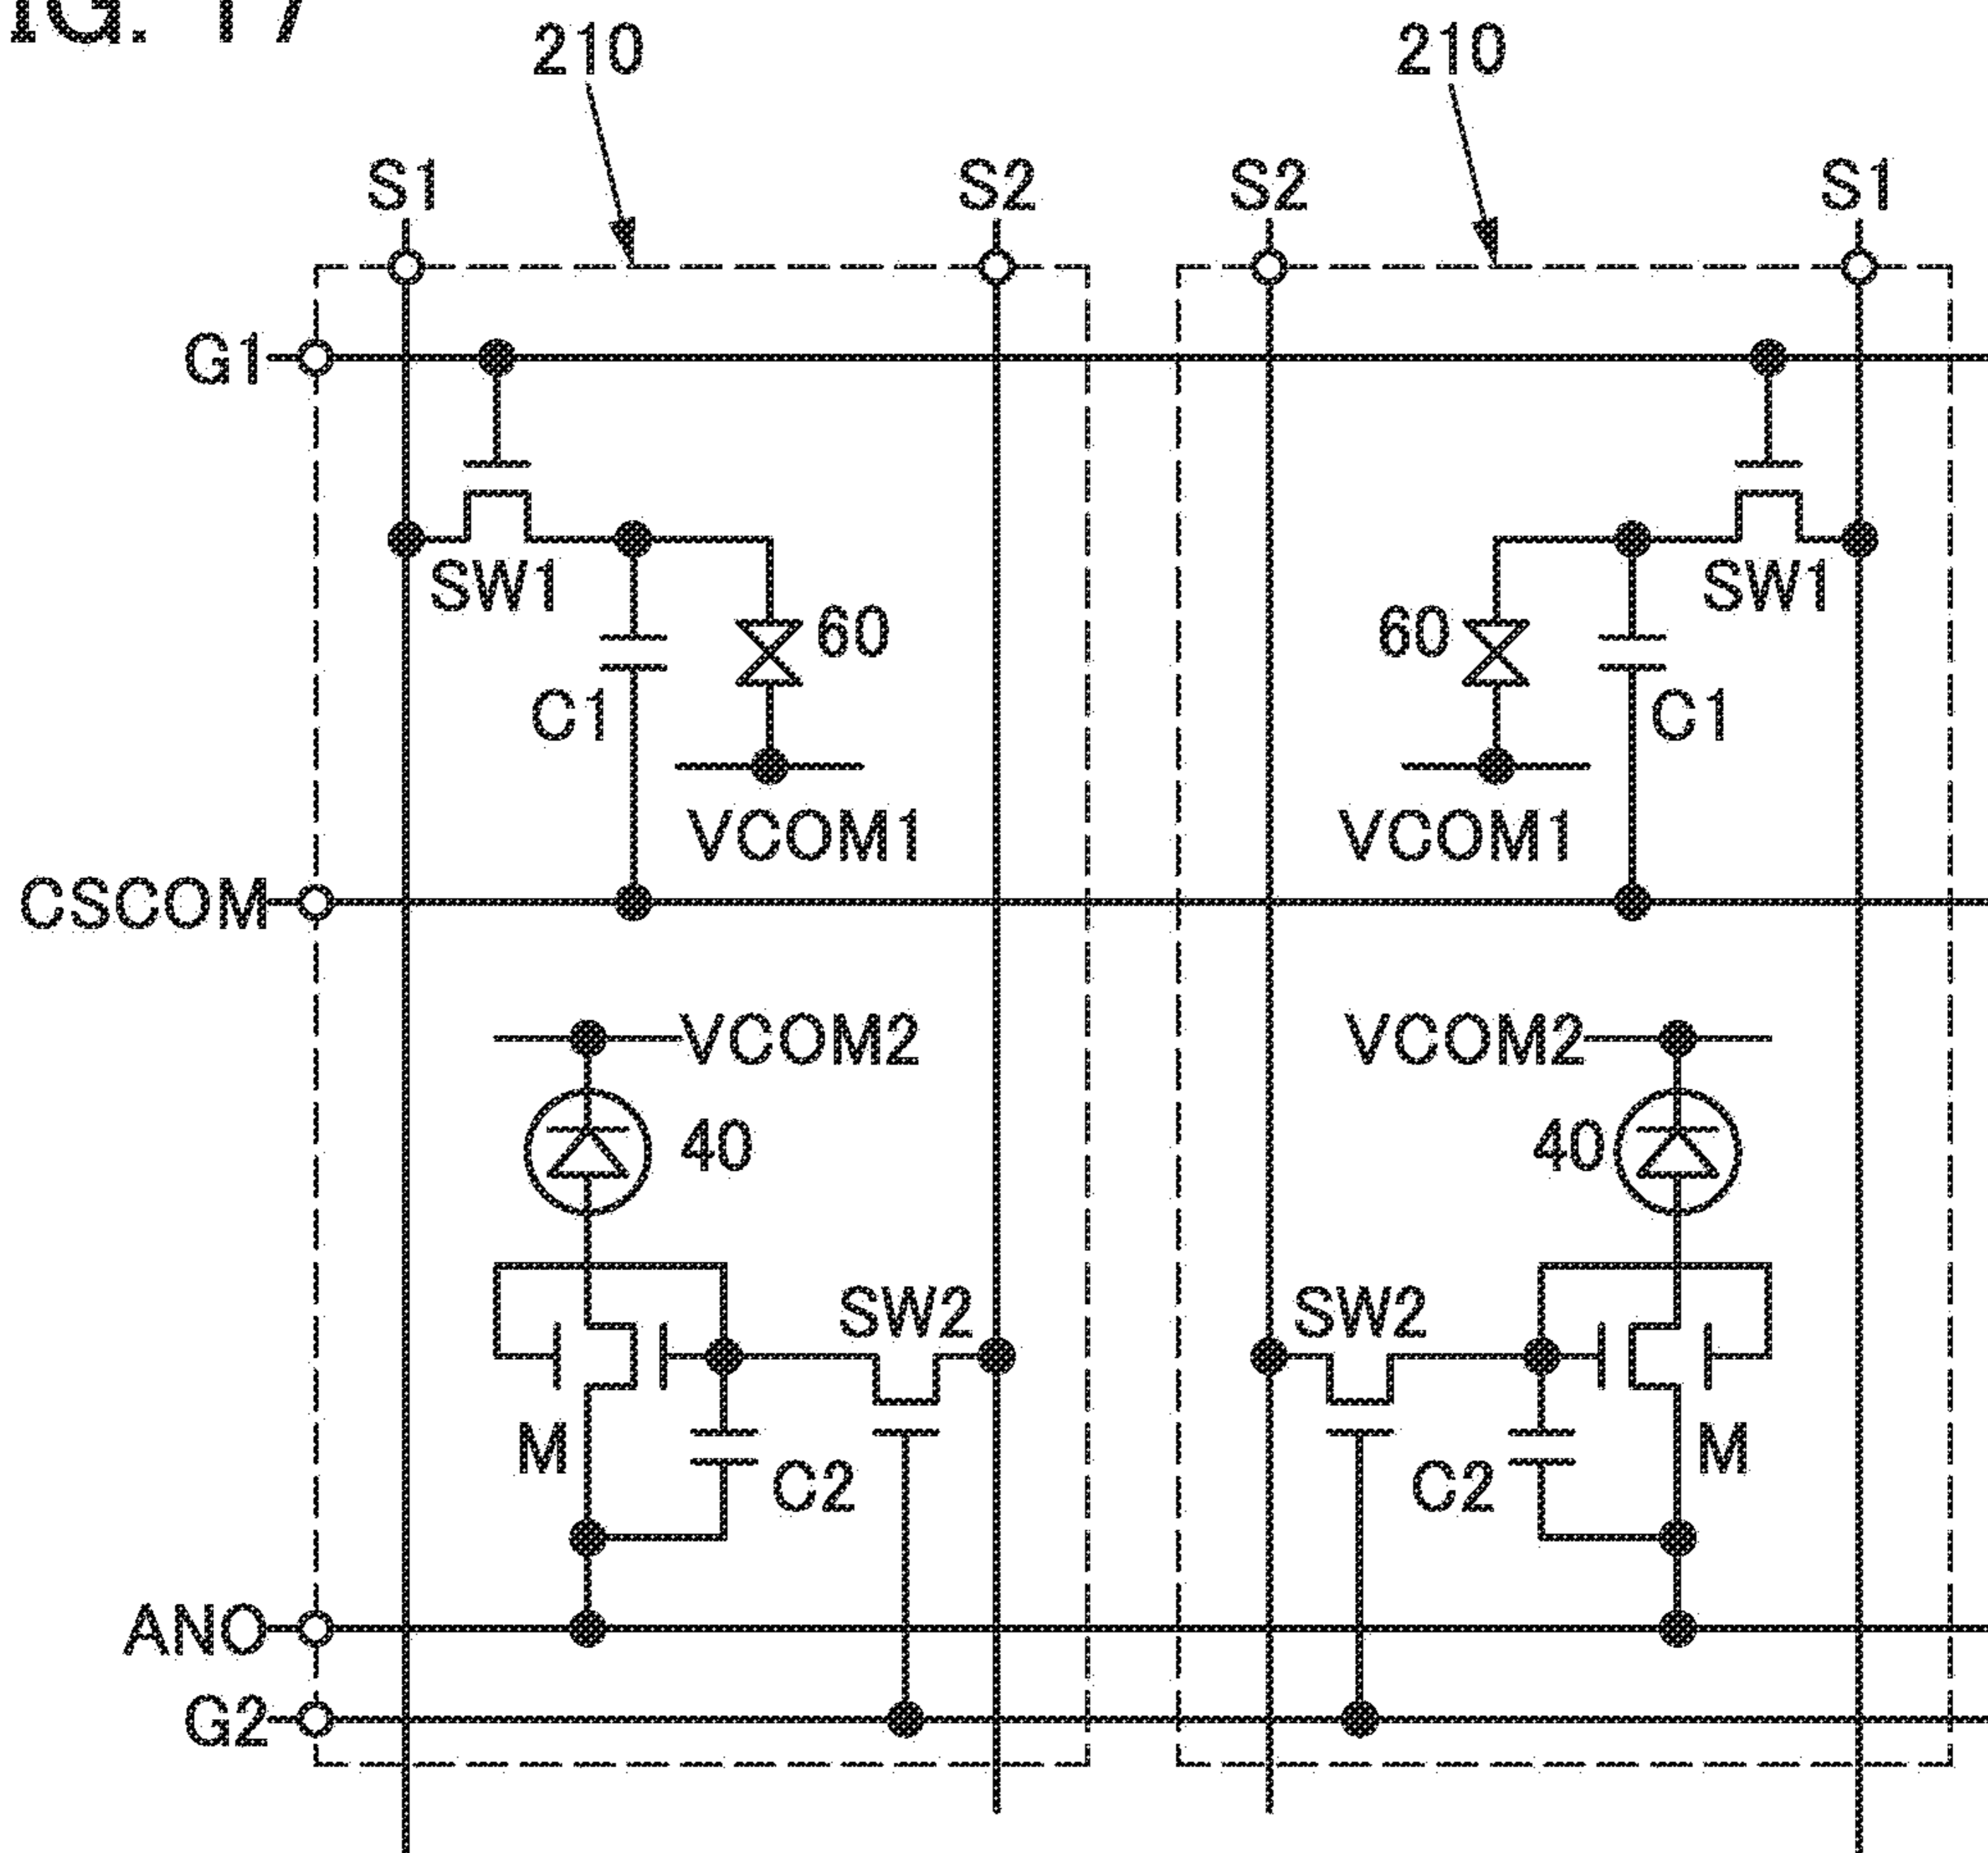 IG. 17
210 210
S1 S2 S2 S1
G1
SW1 SW1
60 60
C1 C1
VCOM1 VCOM1
CSCOM
VCOM2 VCOM2
40 40
SW2 SW2
M M
C2 C2
ANO
G2